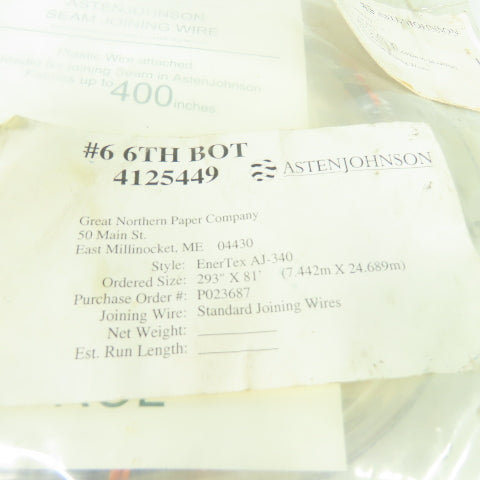 ASTENJOHNSON
SEAM JOINING WIRE
Plastic Wire attached
Needle for joining Seam in AstenJohnson
Fabrics up to 400 inches.
#6 6TH BOT
4125449
ASTENJOHNSON
Great Northern Paper Company
50 Main St.
East Millinocket, ME 04430
Style: EnerTex AJ-340
Ordered Size: 293" X 81' (7.442m X 24.689m)
Purchase Order #: P023687
Joining Wire: Standard Joining Wires
Net Weight:
Est. Run Length: